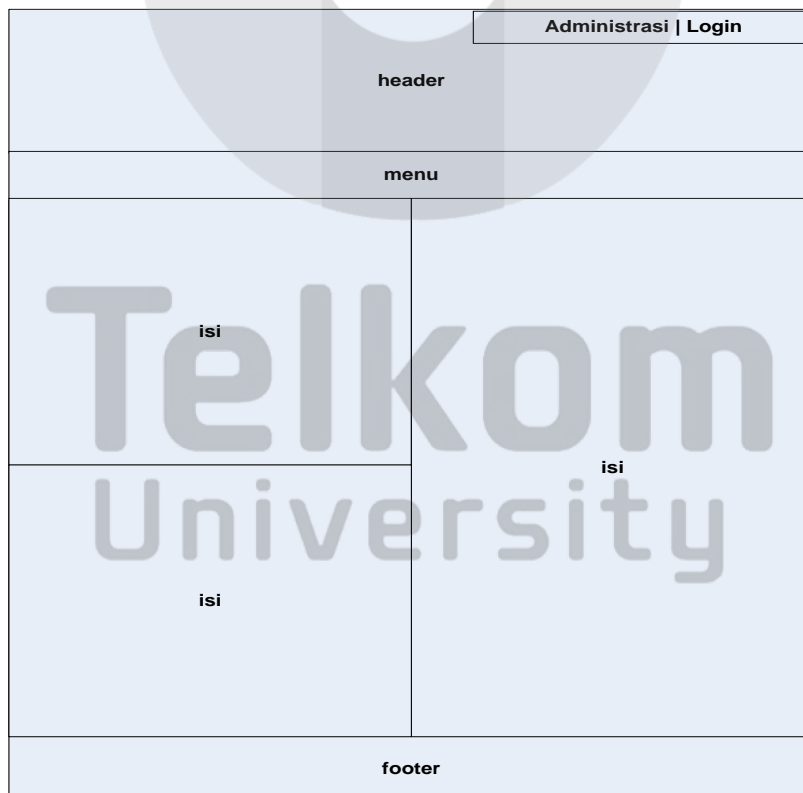 Administrasi | Login
header
menu
isi
Telkom
University
isi
isi
footer